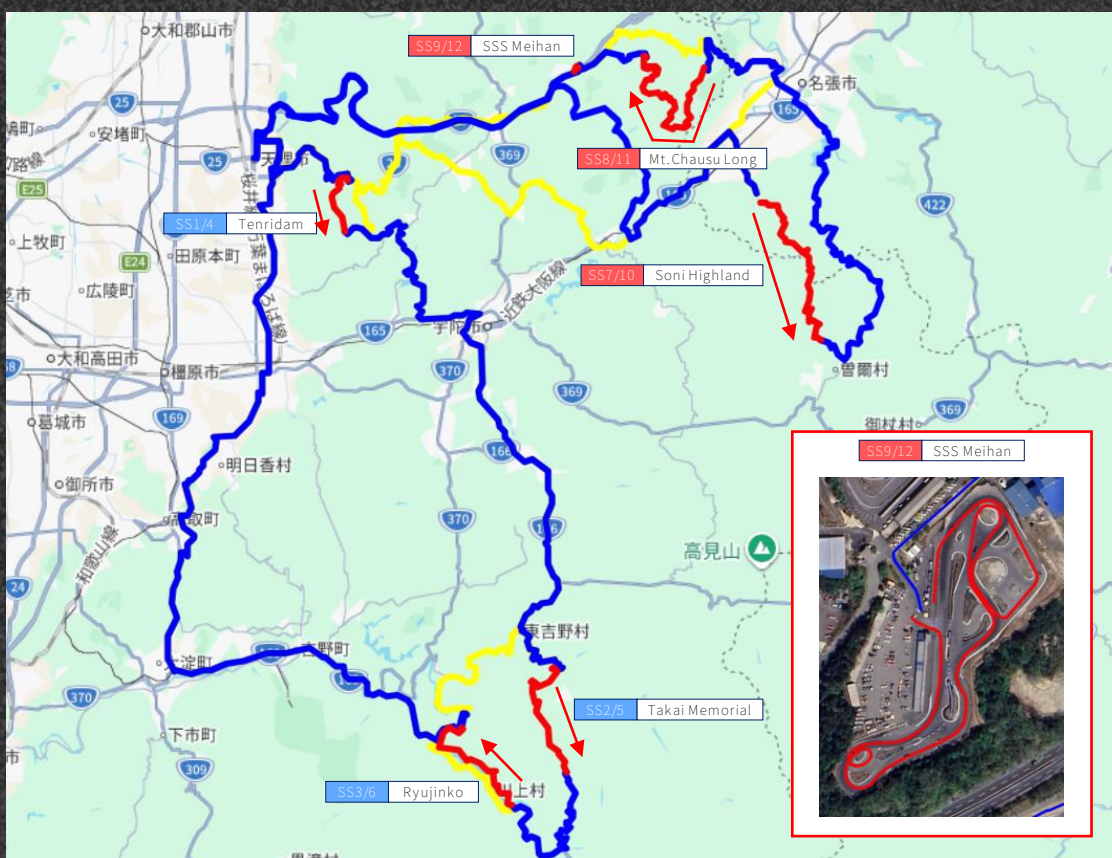 大和郡山市
SS9/12 SSS Meihan
名張市
25
165
安堵町
25
369
E25
SS8/11 Mt.Chausu Long
422
上牧町
SS1/4 Tenridam
田原本町
E24
広陵町
SS7/10 Soni Highland
近鉄大阪線
芝市
165
宇陀市
大和高田市
橿原市
370
曽爾村
369
369
葛城市
169
御杖村
SS9/12 SSS Meihan
明日香村
166
御所市
高取町
370
和歌山線
高見山
24
東吉野村
吉野町
大淀町
370
SS2/5 Takai Memorial
下市町
309
SS3/6 Ryujinko
川上村